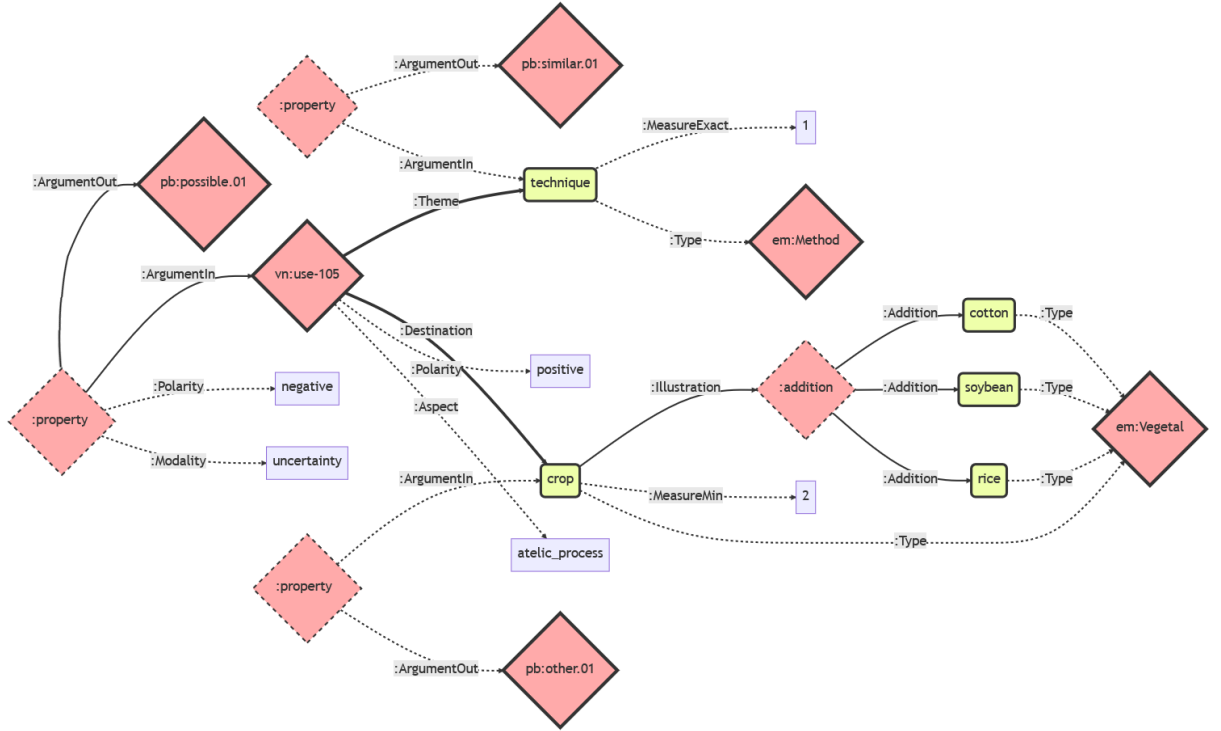 :ArgumentOut
pb:similar.01
:property
:MeasureExact
1
:ArgumentIn
:ArgumentOut
pb:possible.01
technique
:Theme
:Type
em:Method
:ArgumentIn
vn:use-105
:Addition
cotton
:Type
:Destination
:Polarity
positive
:Polarity
negative
:Illustration
:addition
:Addition
soybean
:Type
:Aspect
:property
em:Vegetal
:Modality
uncertainty
:ArgumentIn
crop
:MeasureMin
2
:Addition
rice
:Type
:Type
atelic_process
:property
:ArgumentOut
pb:other.01